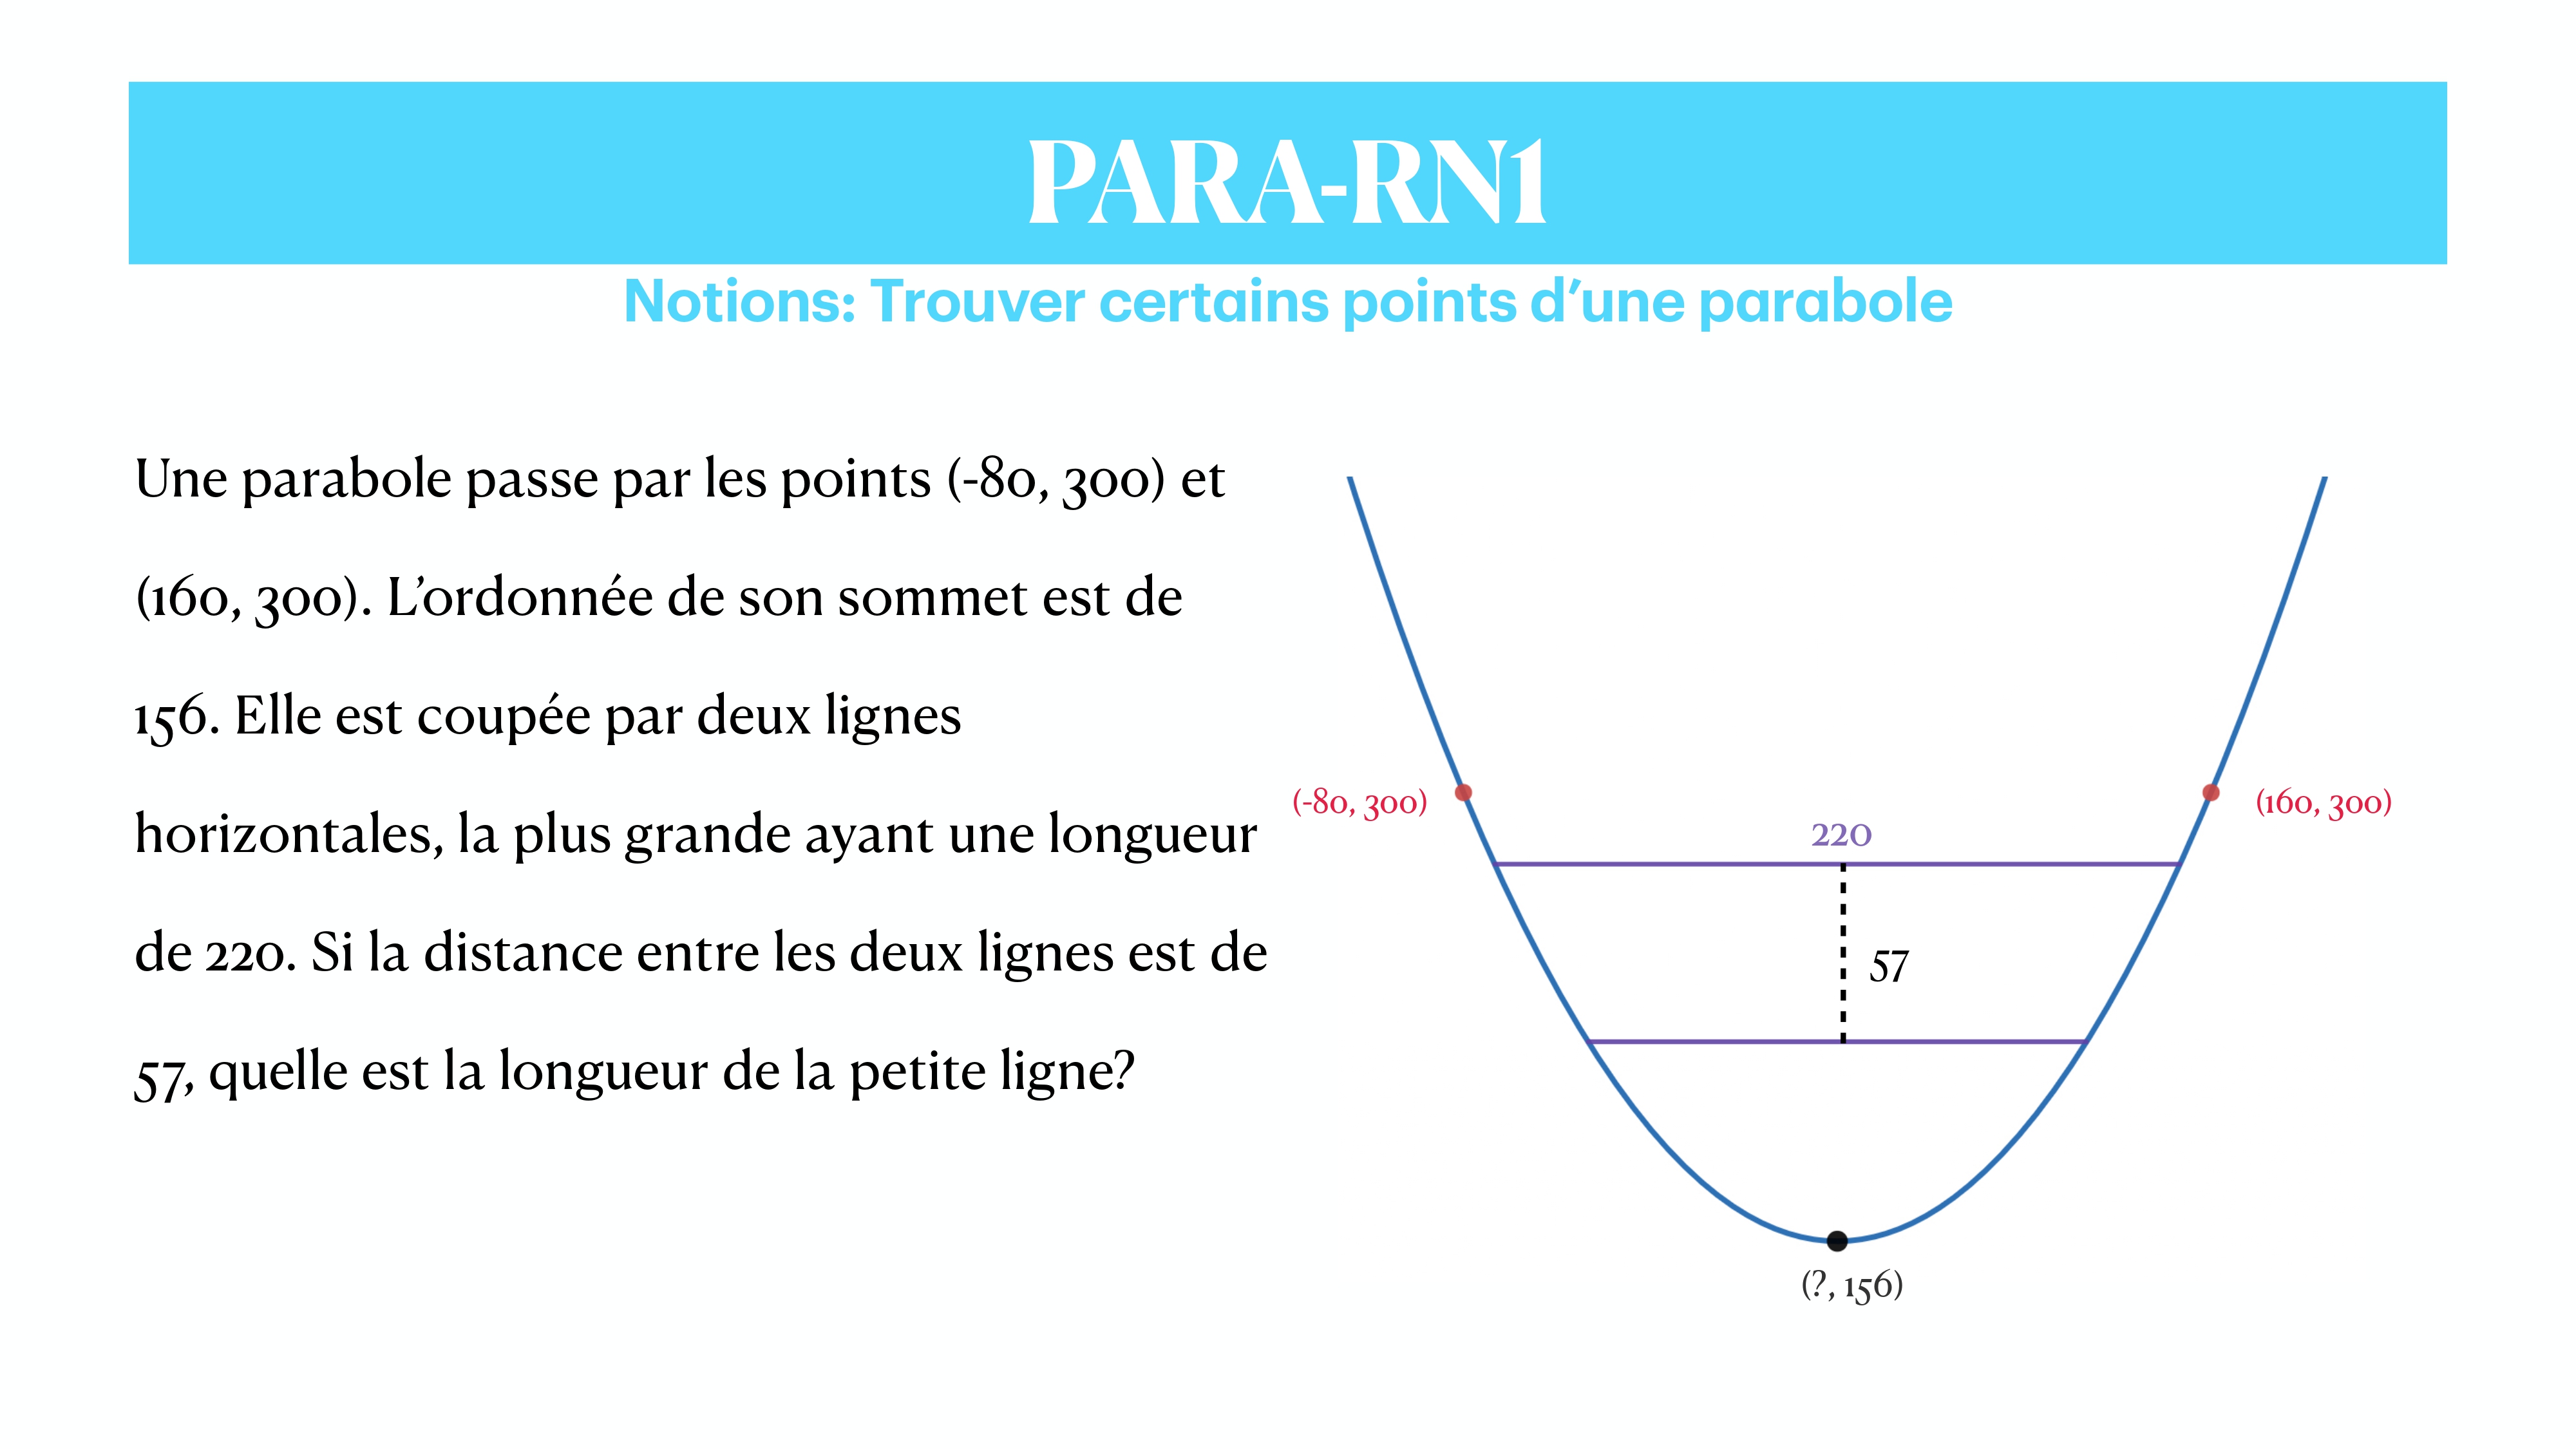 PARA-RN1
Notions: Trouver certains points d’une parabole
Une parabole passe par les points (-80, 300) et
(160, 300). L’ordonnée de son sommet est de
156. Elle est coupée par deux lignes
horizontales, la plus grande ayant une longueur
de 220. Si la distance entre les deux lignes est de
57, quelle est la longueur de la petite ligne?
(-80, 300)
(160, 300)
220
57
(?, 156)